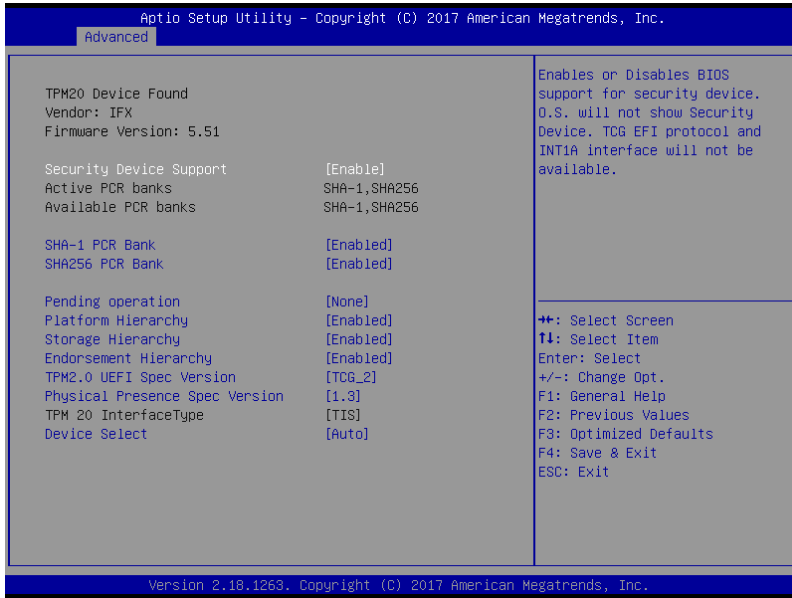 Aptio Setup Utility – Copyright (C) 2017 American Megatrends, Inc.
Advanced
TPM20 Device Found
Vendor: IFX
Firmware Version: 5.51
Security Device Support [Enable]
Active PCR banks SHA-1,SHA256
Available PCR banks SHA-1,SHA256
SHA-1 PCR Bank [Enabled]
SHA256 PCR Bank [Enabled]
Pending operation [None]
Platform Hierarchy [Enabled]
Storage Hierarchy [Enabled]
Endorsement Hierarchy [Enabled]
TPM2.0 UEFI Spec Version [TCG_2]
Physical Presence Spec Version [1.3]
TPM 20 InterfaceType [TIS]
Device Select [Auto]
Enables or Disables BIOS
support for security device.
O.S. will not show Security
Device. TCG EFI protocol and
INT1A interface will not be
available.
→←: Select Screen
↑↓: Select Item
Enter: Select
+/-: Change Opt.
F1: General Help
F2: Previous Values
F3: Optimized Defaults
F4: Save & Exit
ESC: Exit
Version 2.18.1263. Copyright (C) 2017 American Megatrends, Inc.